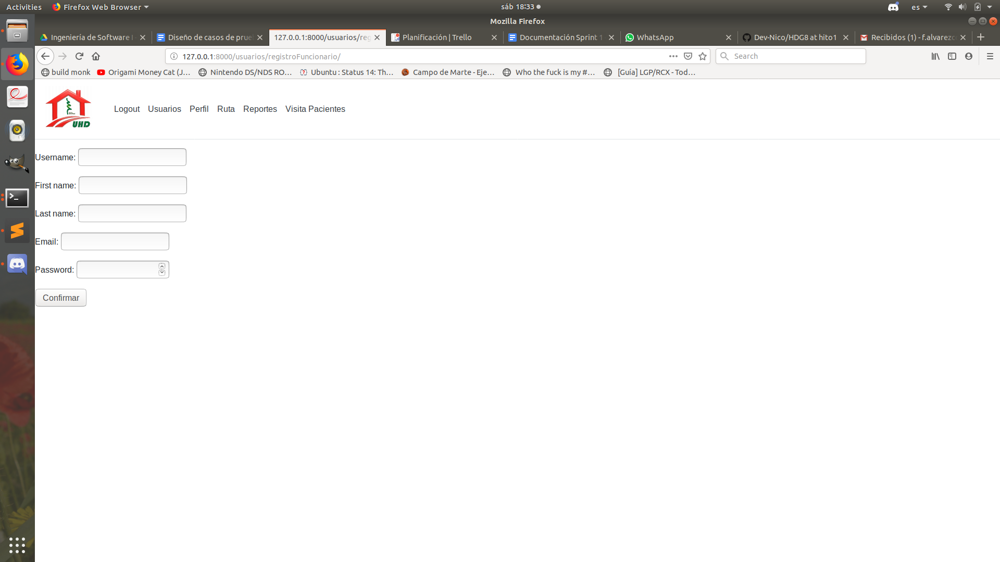 Activities Firefox Web Browser sáb 18:33 es
Mozilla Firefox
Ingeniería de Software I - Diseño de casos de prue 127.0.0.1:8000/usuarios/reg Planificación | Trello Documentación Sprint 1 WhatsApp Dev-Nico/HDG8 at hito1 Recibidos (1) - f.alvarezc
127.0.0.1:8000/usuarios/registroFuncionario/ Search
build monk Origami Money Cat (J... Nintendo DS/NDS RO... Ubuntu : Status 14: Th... Campo de Marte - Eje... Who the fuck is my #... [Guía] LGP/RCX - Tod...
UHD
Logout Usuarios Perfil Ruta Reportes Visita Pacientes
Username:
First name:
Last name:
Email:
Password:
Confirmar